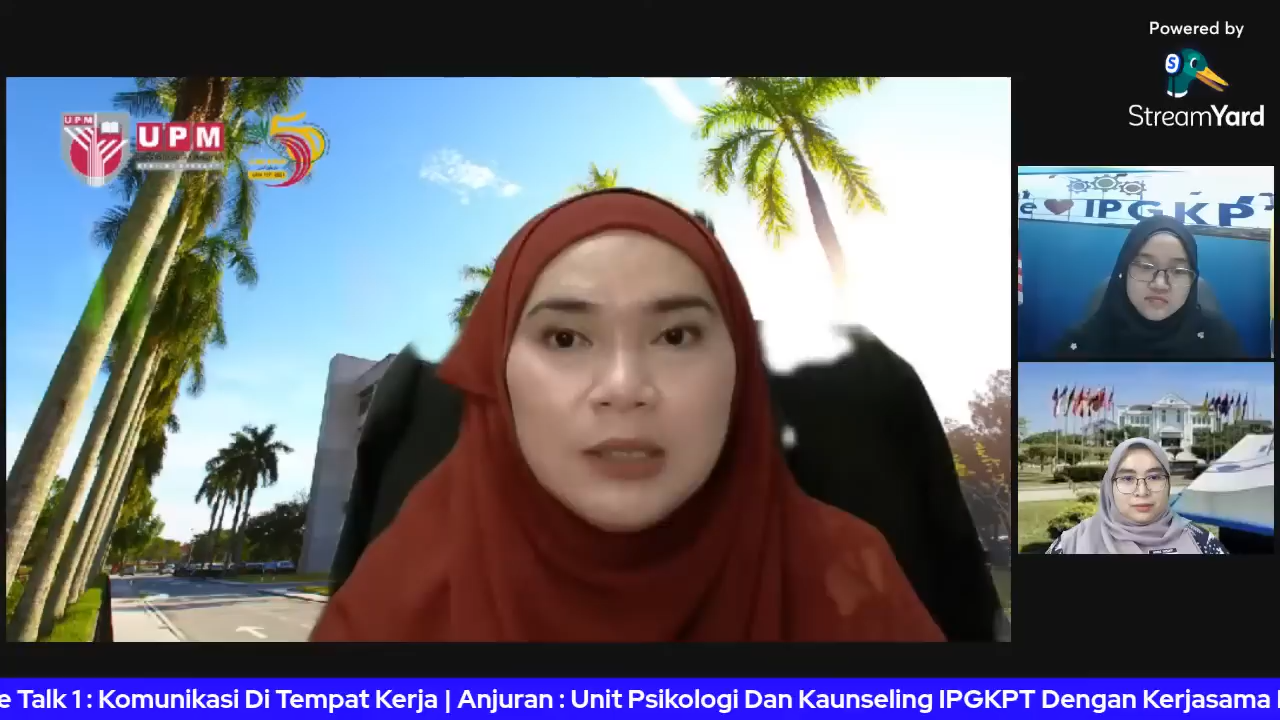 Powered by
StreamYard
UPM
UPM
IPGKP
e Talk 1 : Komunikasi Di Tempat Kerja | Anjuran : Unit Psikologi Dan Kaunseling IPGKPT Dengan Kerjasama